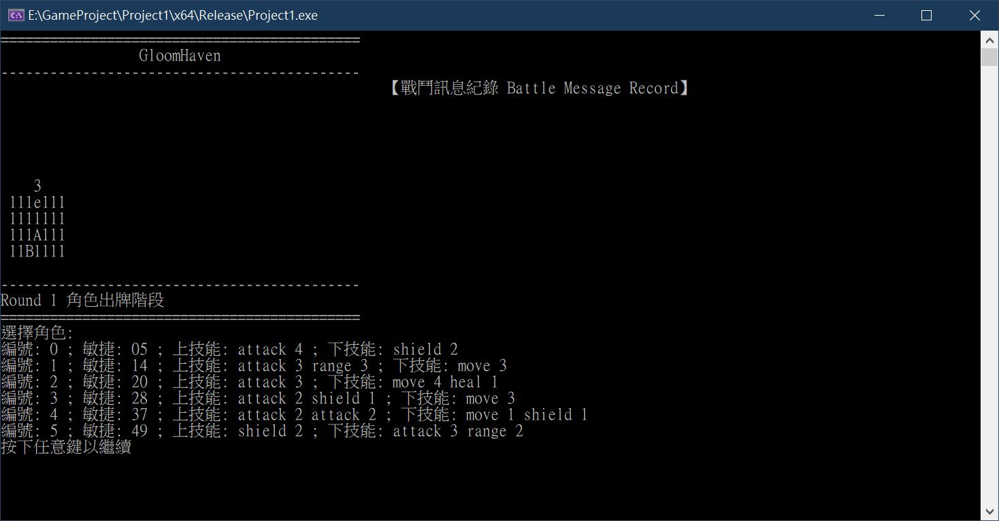 E:\GameProject\Project1\x64\Release\Project1.exe
============================================
GloomHaven
--------------------------------------------
【戰鬥訊息紀錄 Battle Message Record】
3
111e111
1111111
111A111
11B1111
--------------------------------------------
Round 1 角色出牌階段
============================================
選擇角色:
編號: 0 ; 敏捷: 05 ; 上技能: attack 4 ; 下技能: shield 2
編號: 1 ; 敏捷: 14 ; 上技能: attack 3 range 3 ; 下技能: move 3
編號: 2 ; 敏捷: 20 ; 上技能: attack 3 ; 下技能: move 4 heal 1
編號: 3 ; 敏捷: 28 ; 上技能: attack 2 shield 1 ; 下技能: move 3
編號: 4 ; 敏捷: 37 ; 上技能: attack 2 attack 2 ; 下技能: move 1 shield 1
編號: 5 ; 敏捷: 49 ; 上技能: shield 2 ; 下技能: attack 3 range 2
按下任意鍵以繼續